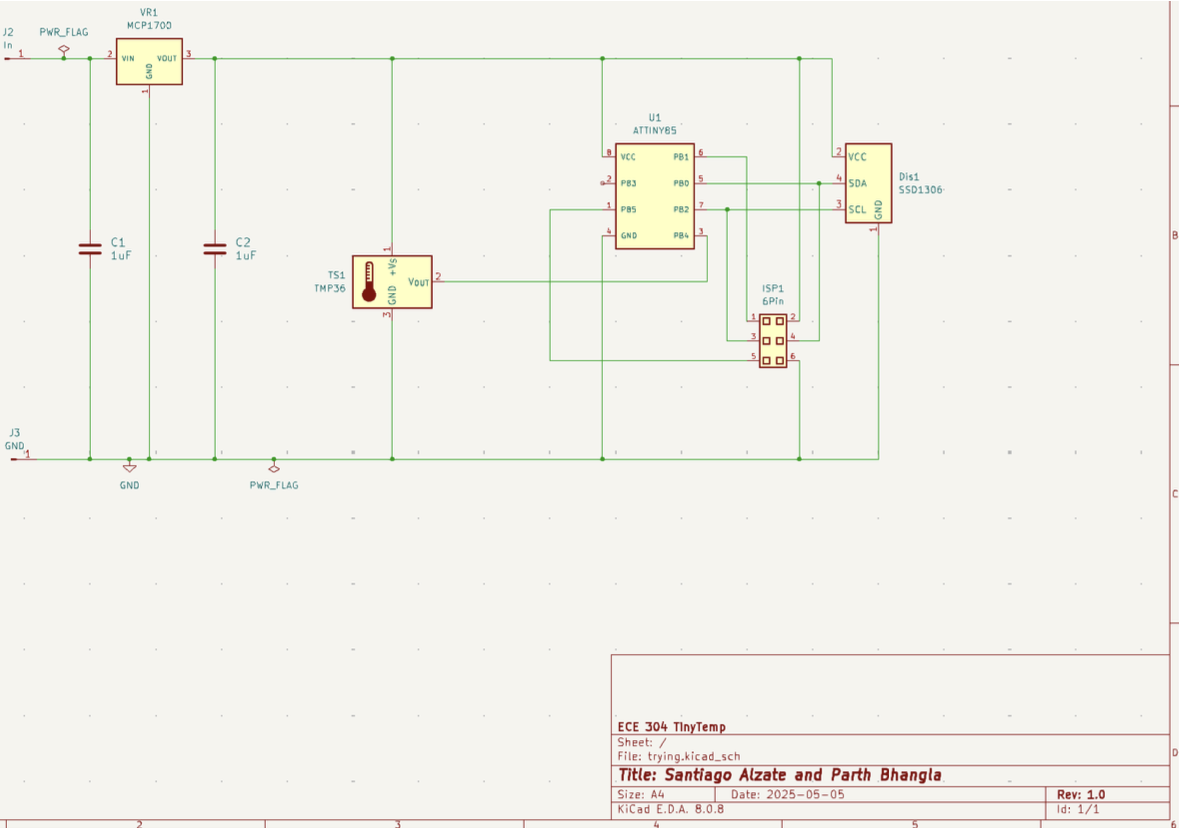 J2
In
1
PWR_FLAG
VR1
MCP1700
2
VIN
VOUT
3
GND
1
U1
ATTINY85
8
VCC
PB1
6
2
PB3
PB0
5
1
PB5
PB2
7
4
GND
PB4
3
2
VCC
4
SDA
3
SCL
GND
1
Dis1
SSD1306
C1
1uF
C2
1uF
TS1
TMP36
1
+Vs
VOUT
2
GND
3
ISP1
6Pin
1
2
3
4
5
6
J3
GND
1
GND
PWR_FLAG
B
C
D
ECE 304 TinyTemp
Sheet: /
File: trying.kicad_sch
Title: Santiago Alzate and Parth Bhangla
Size: A4
Date: 2025-05-05
Rev: 1.0
KiCad E.D.A. 8.0.8
Id: 1/1
2
3
4
5
6